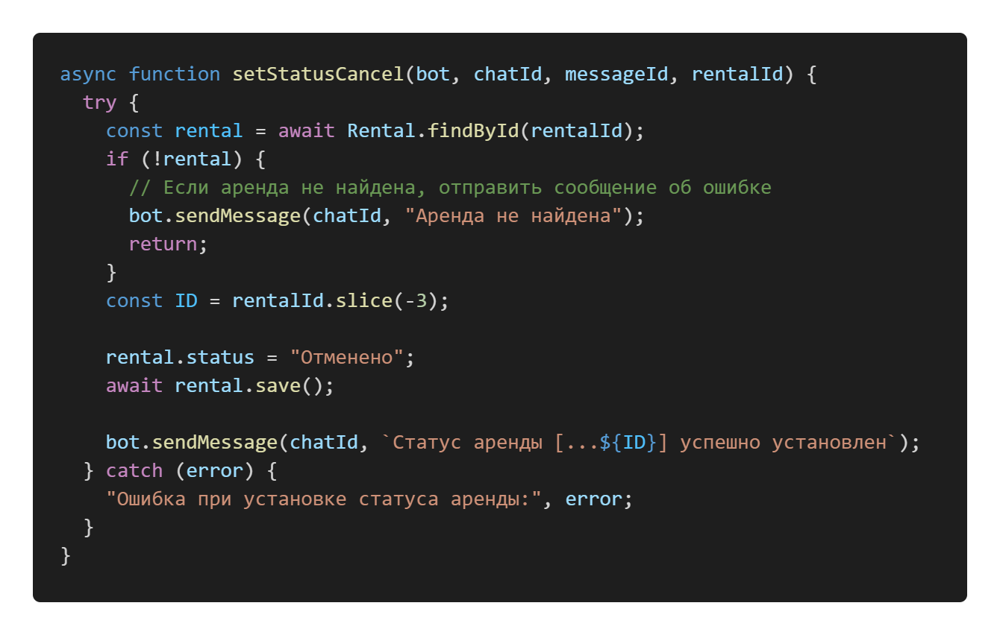 async function setStatusCancel(bot, chatId, messageId, rentalId) {
  try {
    const rental = await Rental.findById(rentalId);
    if (!rental) {
      // Если аренда не найдена, отправить сообщение об ошибке
      bot.sendMessage(chatId, "Аренда не найдена");
      return;
    }
    const ID = rentalId.slice(-3);

    rental.status = "Отменено";
    await rental.save();

    bot.sendMessage(chatId, `Статус аренды [...${ID}] успешно установлен`);
  } catch (error) {
    "Ошибка при установке статуса аренды:", error;
  }
}